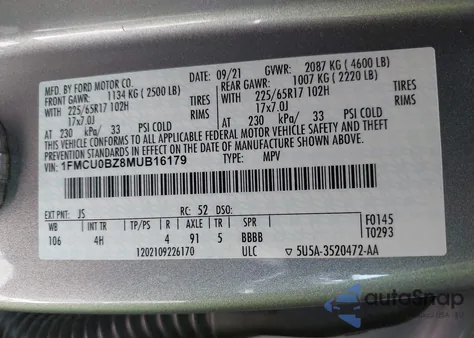 MFD. BY FORD MOTOR CO.
09/21 GVWR: 2087 KG ( 4600 LB)
FRONT GAWR: 1134 KG ( 2500 LB) REAR GAWR: 1007 KG ( 2220 LB)
WITH 225/65R17 102H TIRES WITH 225/65R17 102H TIRES
17x7.0J 17x7.0J
AT 230 kPa/ 33 PSI COLD AT 230 kPa/ 33 PSI COLD
THIS VEHICLE CONFORMS TO ALL APPLICABLE FEDERAL MOTOR VEHICLE SAFETY AND THEFT PREVENTION STANDARDS IN EFFECT ON THE DATE OF MANUFACTURE SHOWN ABOVE.
VIN: 1FMCU0BZ8MUB16179 TYPE: MPV
EXT PNT: JS RC: 52 DSO: F0145
WB INT TR TP/PS R AXLE TR SPR T0293
106 4H 4 91 5 BBBB
1202109226170 ULC ▽ 5U5A-3520472-AA
autoSnap